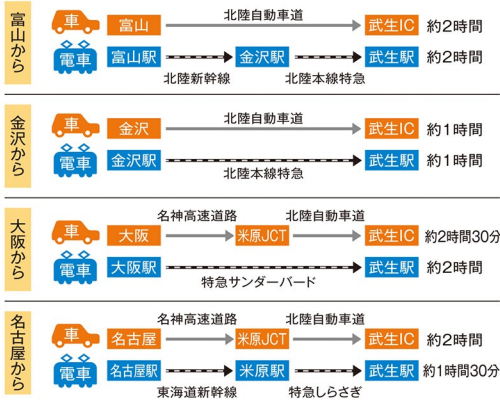 富山から
車 富山 北陸自動車道 武生IC 約2時間
電車 富山駅 北陸新幹線 金沢駅 北陸本線特急 武生駅 約2時間
金沢から
車 金沢 北陸自動車道 武生IC 約1時間
電車 金沢駅 北陸本線特急 武生駅 約1時間
大阪から
車 大阪 名神高速道路 米原JCT 北陸自動車道 武生IC 約2時間30分
電車 大阪駅 特急サンダーバード 武生駅 約2時間
名古屋から
車 名古屋 名神高速道路 米原JCT 北陸自動車道 武生IC 約2時間
電車 名古屋駅 東海道新幹線 米原駅 特急しらさぎ 武生駅 約1時間30分